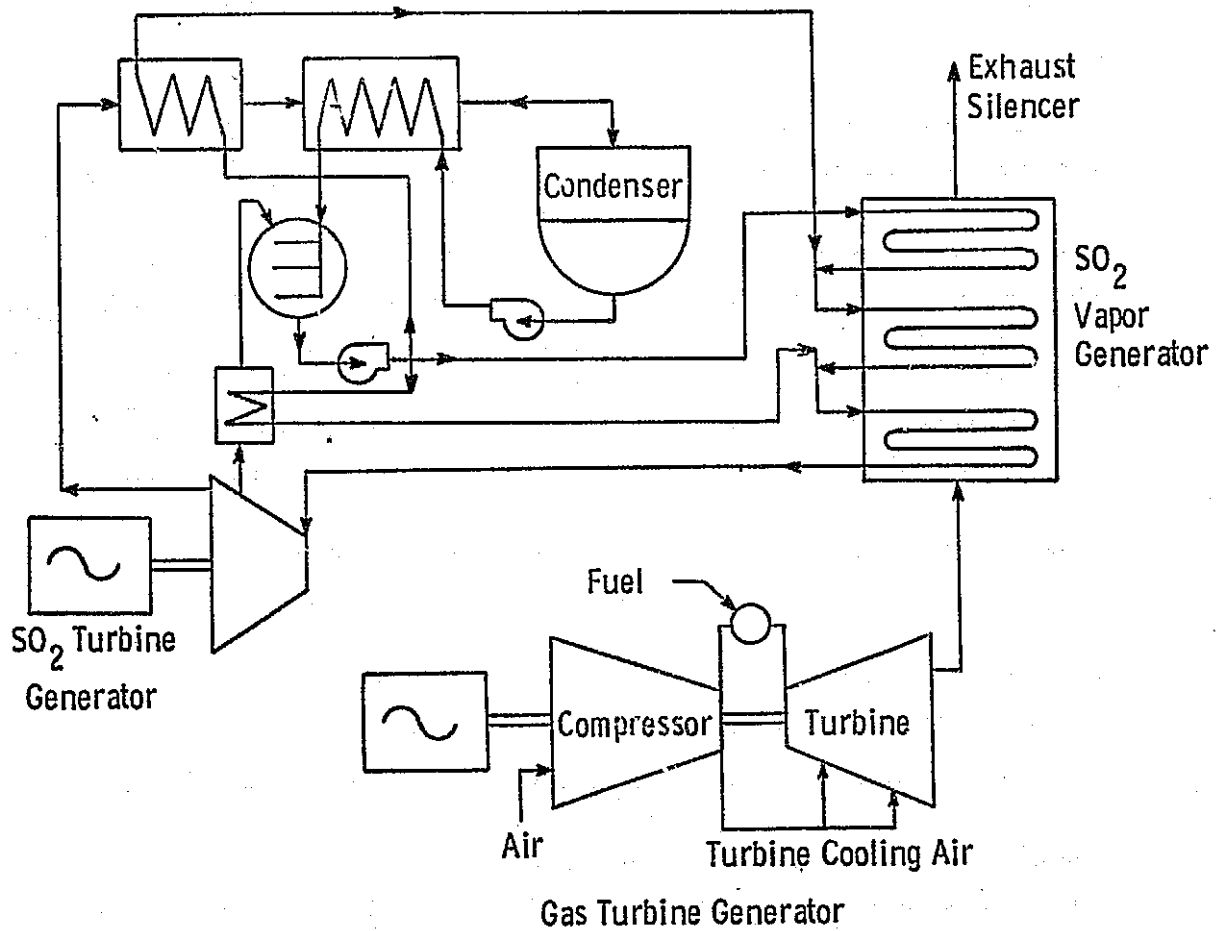 Exhaust
Silencer
Condenser
SO2
Vapor
Generator
Fuel
SO2 Turbine
Generator
Compressor
Turbine
Air
Turbine Cooling Air
Gas Turbine Generator